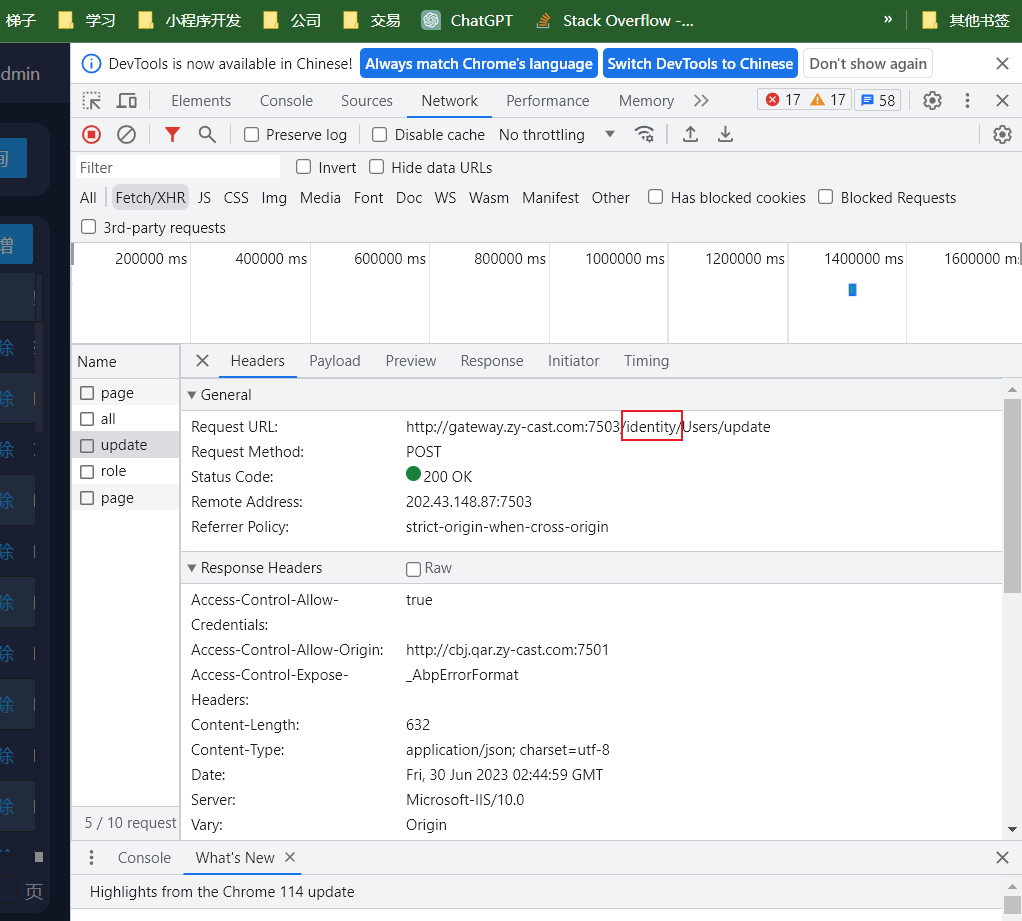 梯子 学习 小程序开发 公司 交易 ChatGPT Stack Overflow -... » 其他书签
dmin
DevTools is now available in Chinese! Always match Chrome's language Switch DevTools to Chinese Don't show again
Elements Console Sources Network Performance Memory 17 17 58
Preserve log Disable cache No throttling
间
Filter Invert Hide data URLs
All Fetch/XHR JS CSS Img Media Font Doc WS Wasm Manifest Other Has blocked cookies Blocked Requests
3rd-party requests
增
200000 ms 400000 ms 600000 ms 800000 ms 1000000 ms 1200000 ms 1400000 ms 1600000 ms
除
Name Headers Payload Preview Response Initiator Timing
page
General
除
all
Request URL: http://gateway.zy-cast.com:7503/identity/Users/update
update
Request Method: POST
除
role
Status Code: 200 OK
page
Remote Address: 202.43.148.87:7503
除
Referrer Policy: strict-origin-when-cross-origin
除
Response Headers Raw
除
Access-Control-Allow-Credentials: true
除
Access-Control-Allow-Origin: http://cbj.qar.zy-cast.com:7501
Access-Control-Expose-Headers: _AbpErrorFormat
除
Content-Length: 632
除
Content-Type: application/json; charset=utf-8
Date: Fri, 30 Jun 2023 02:44:59 GMT
除
Server: Microsoft-IIS/10.0
5 / 10 request
Vary: Origin
Console What's New
页
Highlights from the Chrome 114 update